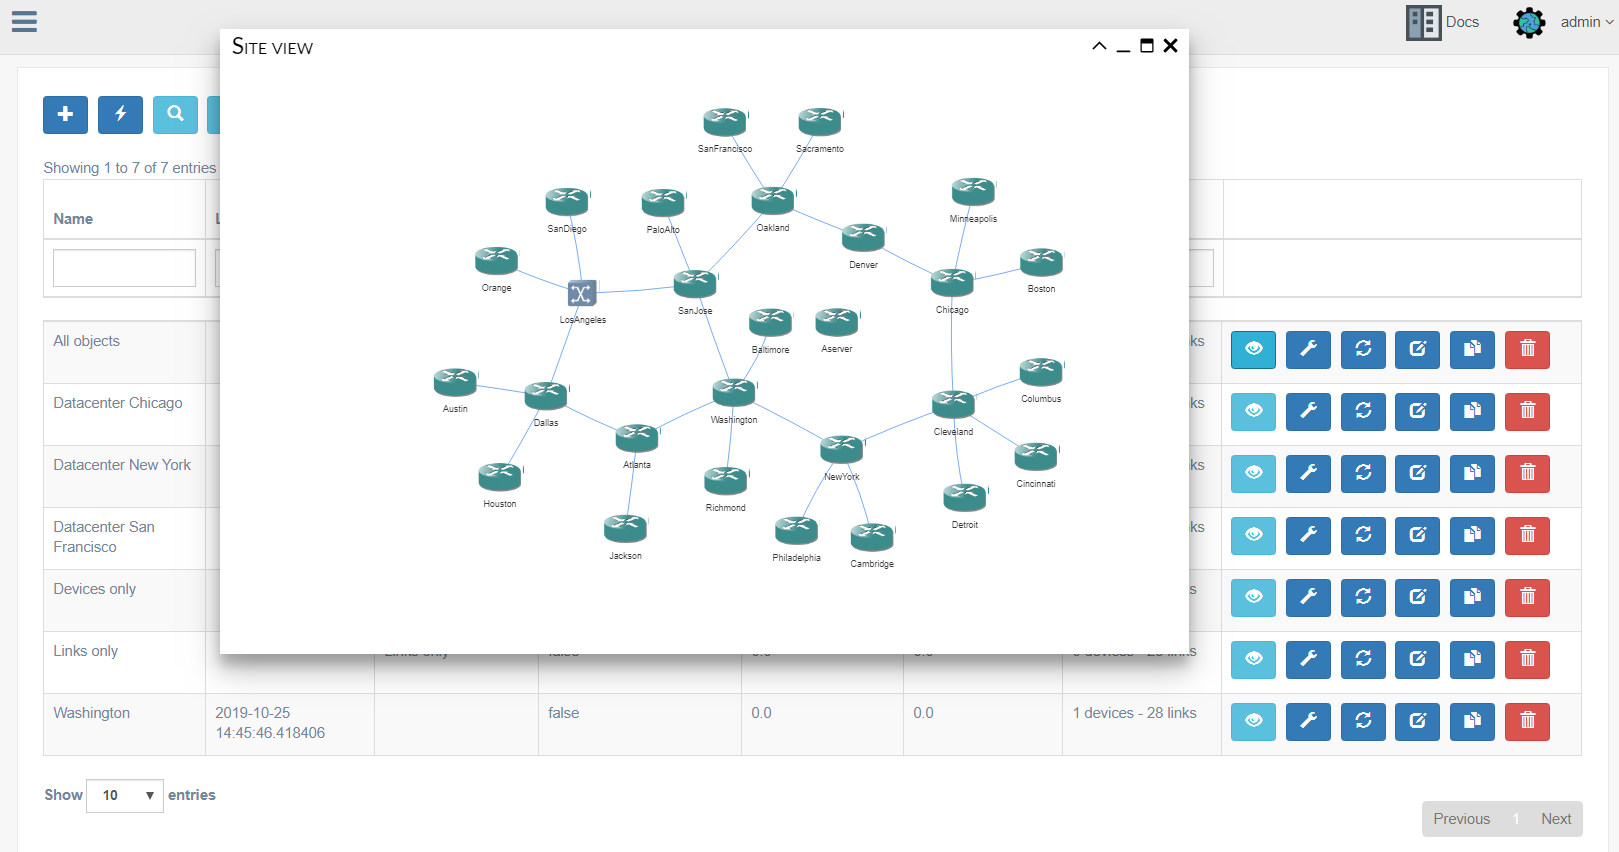 Docs
admin
SITE VIEW
Showing 1 to 7 of 7 entries
Name
SanFrancisco
Sacramento
SanDiego
PaloAlto
Oakland
Minneapolis
Denver
Orange
Boston
LosAngeles
SanJose
Chicago
Baltimore
Aserver
Austin
Dallas
Washington
Columbus
Cleveland
Atlanta
NewYork
Cincinnati
Houston
Richmond
Detroit
Jackson
Philadelphia
Cambridge
All objects
Datacenter Chicago
Datacenter New York
Datacenter San
Francisco
Devices only
Links only
Washington
2019-10-25
14:45:46.418406
false
0.0
0.0
1 devices - 28 links
Show 10 entries
Previous 1 Next